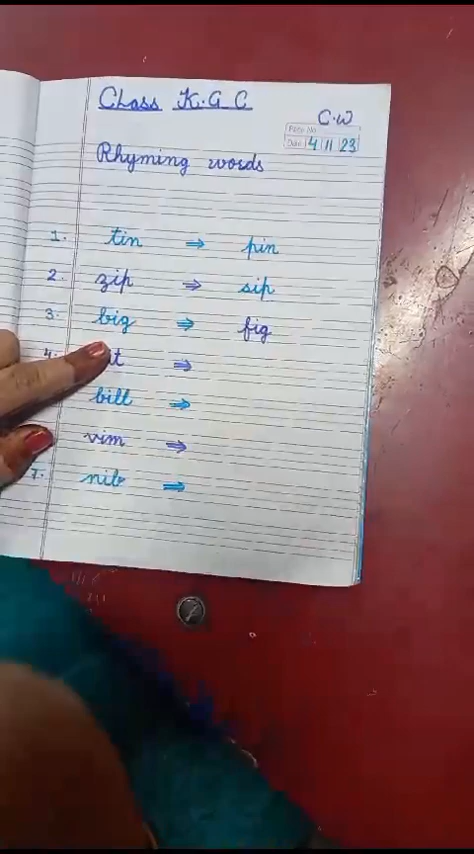 Class K.G C
C.W
Page No.
Date 4 11 23
Rhyming words
1. tin ⇒ pin
2. zip ⇒ sip
3. big ⇒ fig
4. ⇒
bill ⇒
vim ⇒
7. nib ⇒